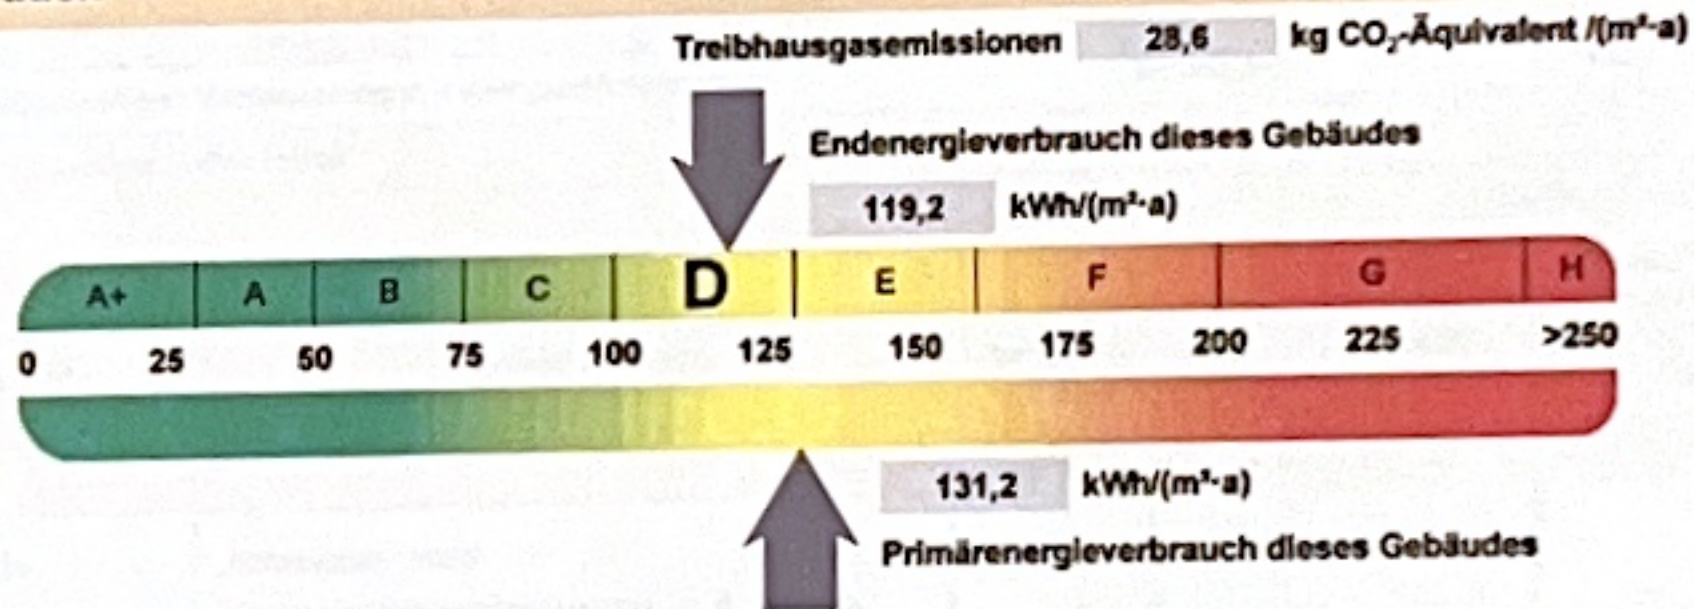 Treibhausgasemissionen 28,6 kg CO₂-Äquivalent /(m²·a)
Endenergieverbrauch dieses Gebäudes
119,2 kWh/(m²·a)
A+ A B C D E F G H
0 25 50 75 100 125 150 175 200 225 >250
131,2 kWh/(m²·a)
Primärenergieverbrauch dieses Gebäudes